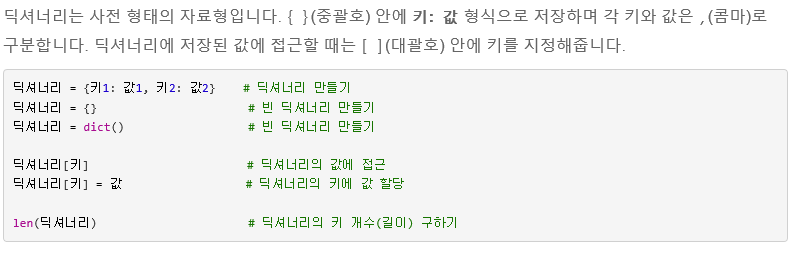 딕셔너리는 사전 형태의 자료형입니다. { }(중괄호) 안에 키: 값 형식으로 저장하며 각 키와 값은 ,(콤마)로
구분합니다. 딕셔너리에 저장된 값에 접근할 때는 [ ](대괄호) 안에 키를 지정해줍니다.
딕셔너리 = {키1: 값1, 키2: 값2}    # 딕셔너리 만들기
딕셔너리 = {}                      # 빈 딕셔너리 만들기
딕셔너리 = dict()                  # 빈 딕셔너리 만들기
딕셔너리[키]                       # 딕셔너리의 값에 접근
딕셔너리[키] = 값                  # 딕셔너리의 키에 값 할당
len(딕셔너리)                      # 딕셔너리의 키 개수(길이) 구하기